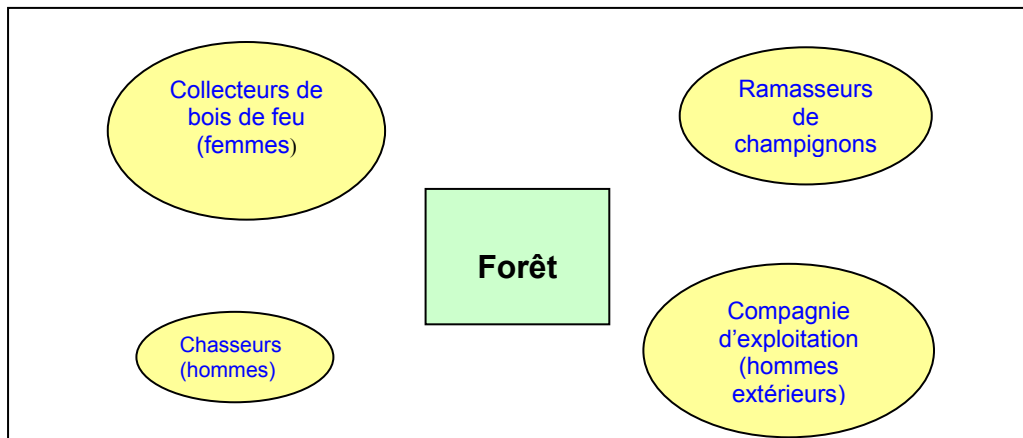 Collecteurs de
bois de feu
(femmes)
Ramasseurs
de
champignons
Forêt
Chasseurs
(hommes)
Compagnie
d’exploitation
(hommes
extérieurs)